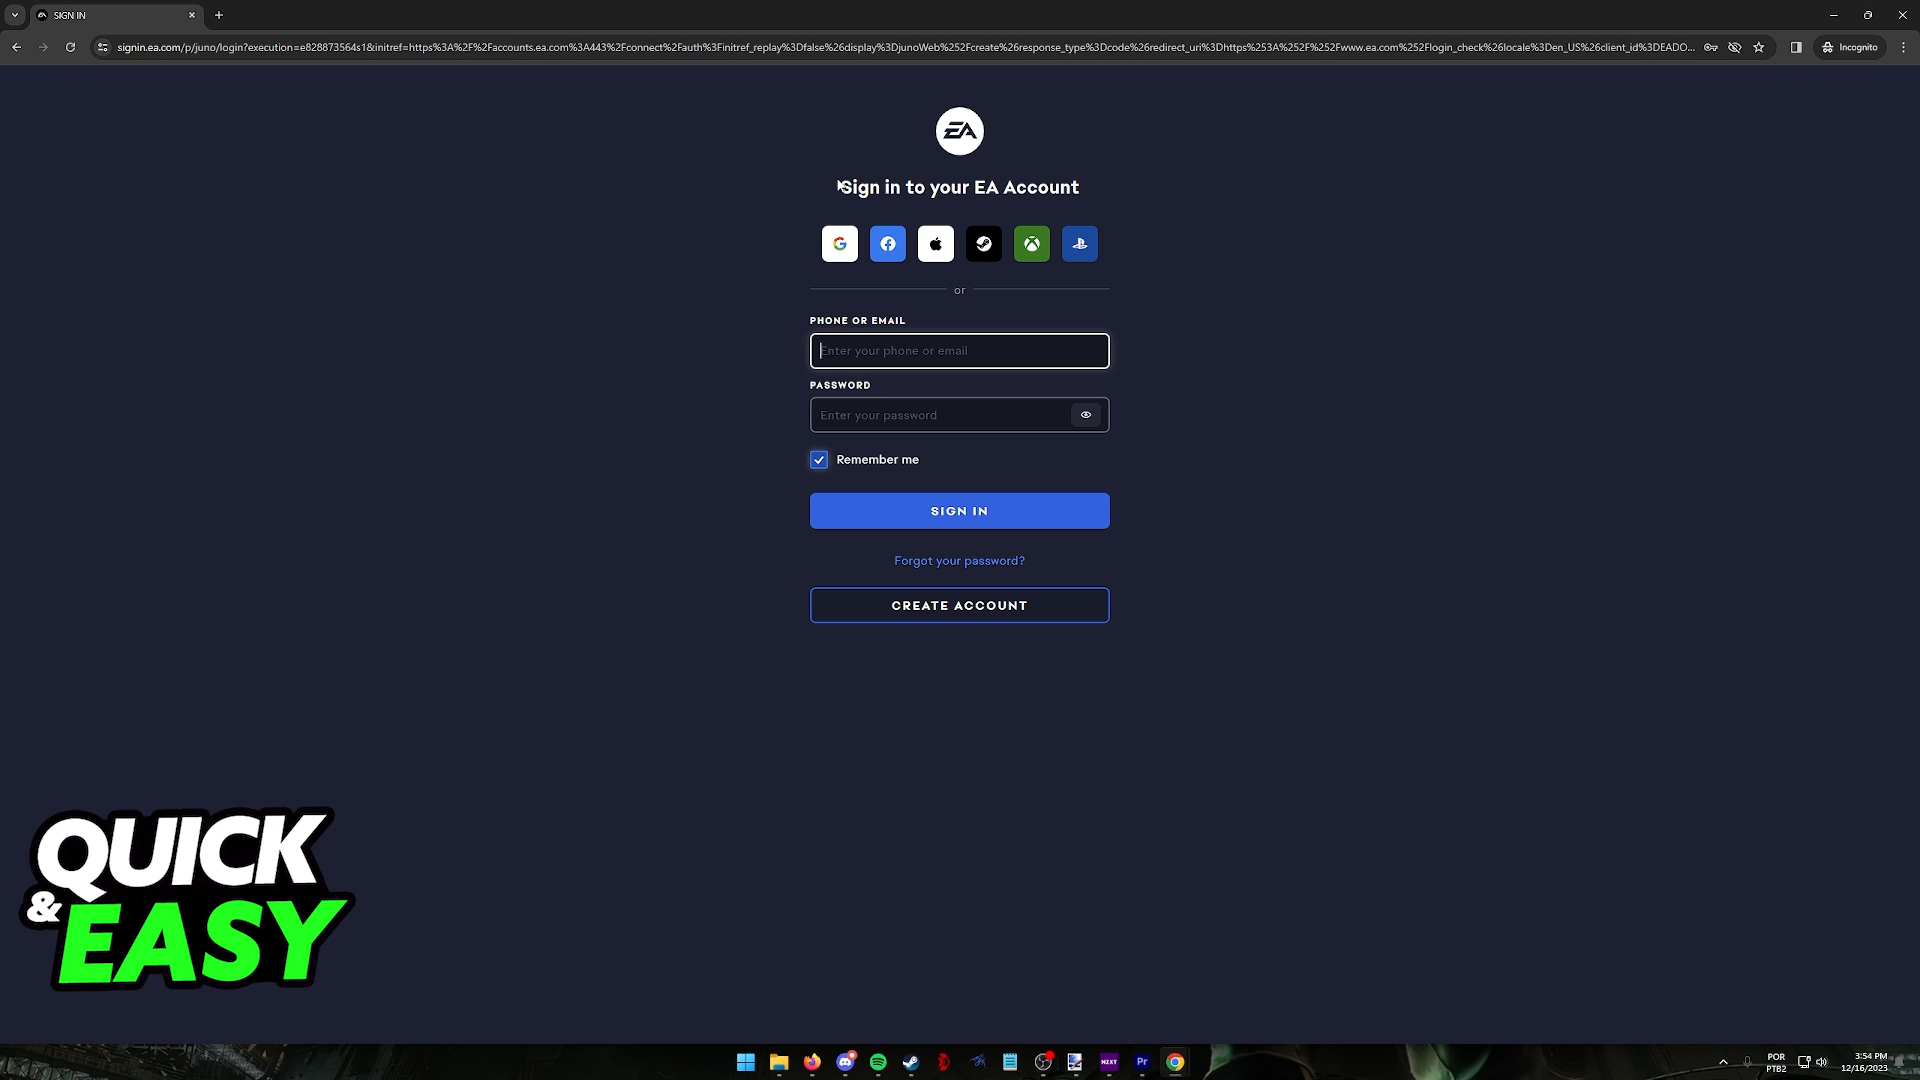 SIGN IN
signin.ea.com/p/juno/login?execution=e828873564s1&initref=https%3A%2F%2Faccounts.ea.com%3A443%2Fconnect%2Fauth%3Finitref_replay%3Dfalse%26display%3DjunoWeb%252Fcreate%26response_type%3Dcode%26redirect_uri%3Dhttps%253A%252F%252Fwww.ea.com%252Flogin_check%26locale%3Den_US%26client_id%3DEADO...
Incognito
EA
Sign in to your EA Account
or
PHONE OR EMAIL
Enter your phone or email
PASSWORD
Enter your password
Remember me
SIGN IN
Forgot your password?
CREATE ACCOUNT
QUICK
&
EASY
NZXT
Pr
POR
PTB2
3:54 PM
12/16/2023